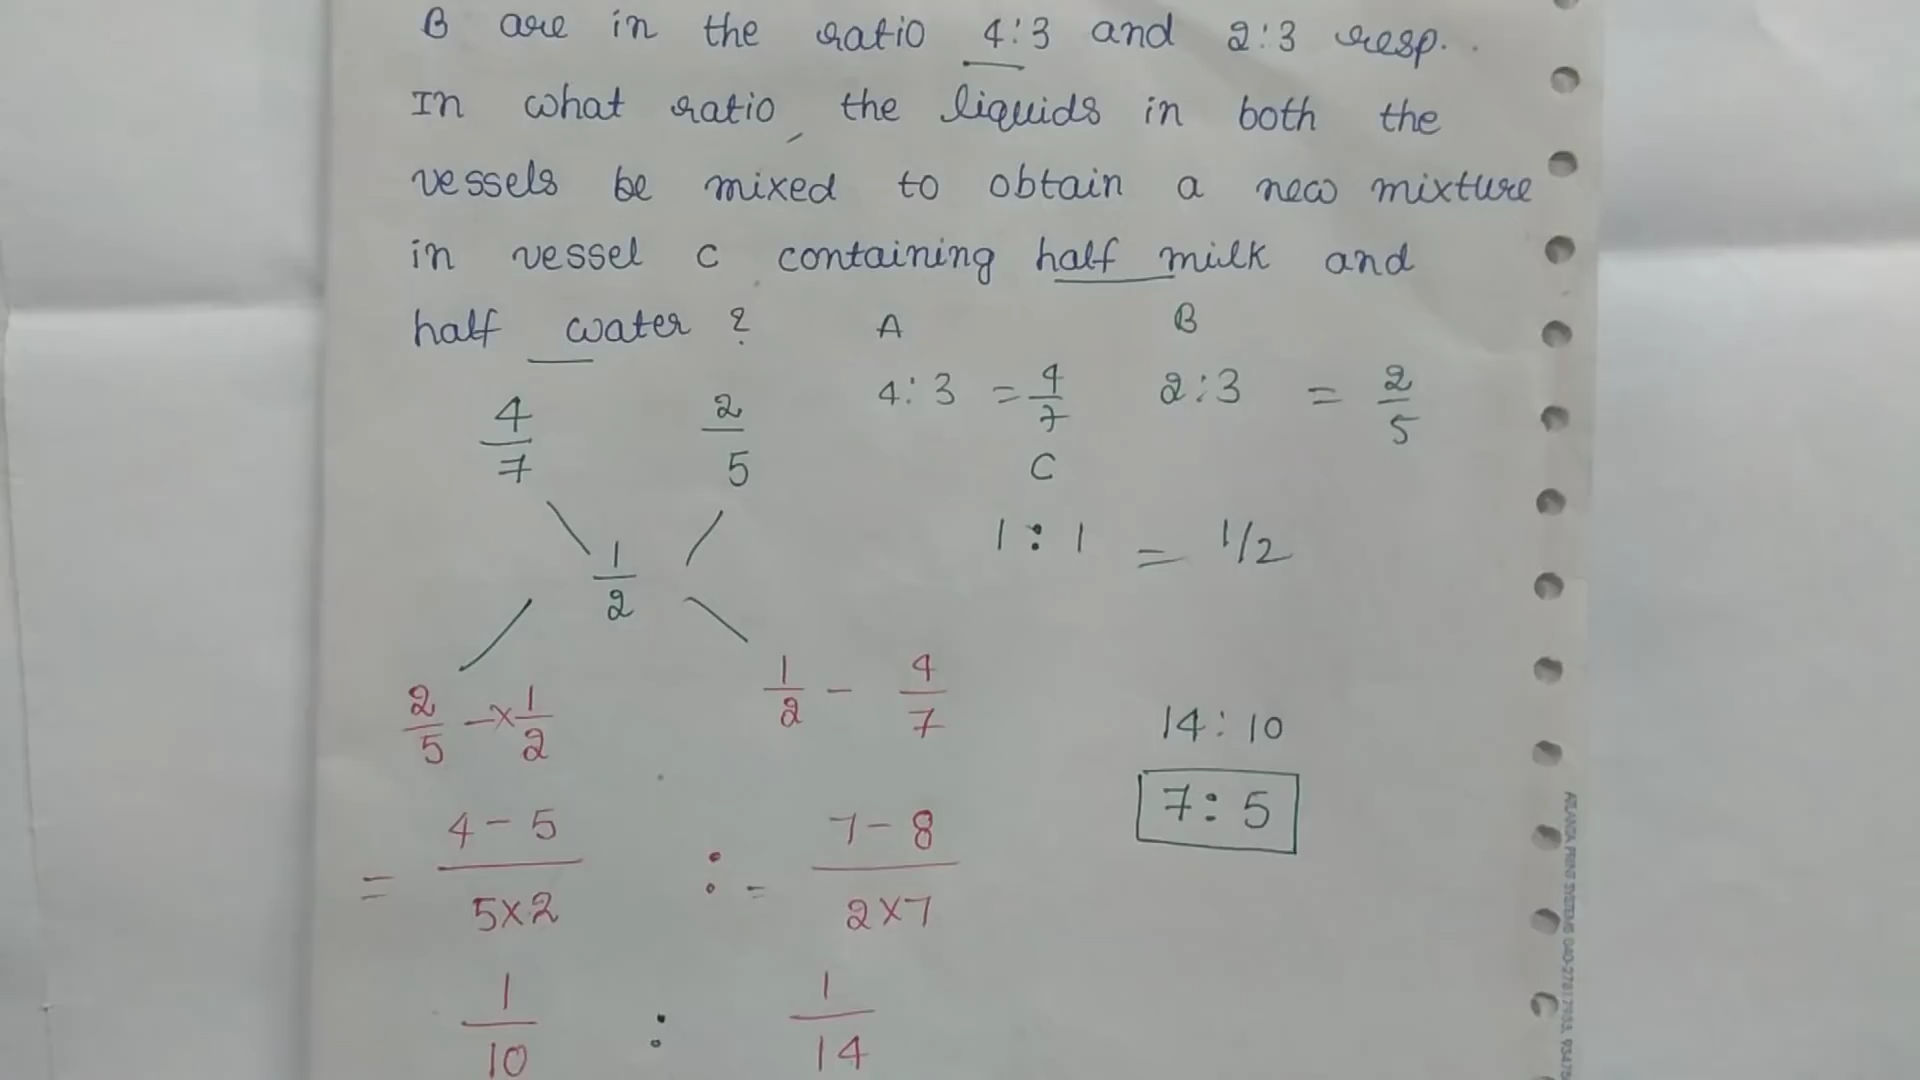 B are in the ratio 4:3 and 2:3 resp.
In what ratio, the liquids in both the
vessels be mixed to obtain a new mixture
in vessel C containing half milk and
half water ?
A B
4:3 = 4/7 2:3 = 2/5
4/7 2/5
C
1:1 = 1/2
1/2
2/5 - × 1/2 1/2 - 4/7
14:10
7:5
= 4-5/5×2 : = 7-8/2×7
1/10 : 1/14